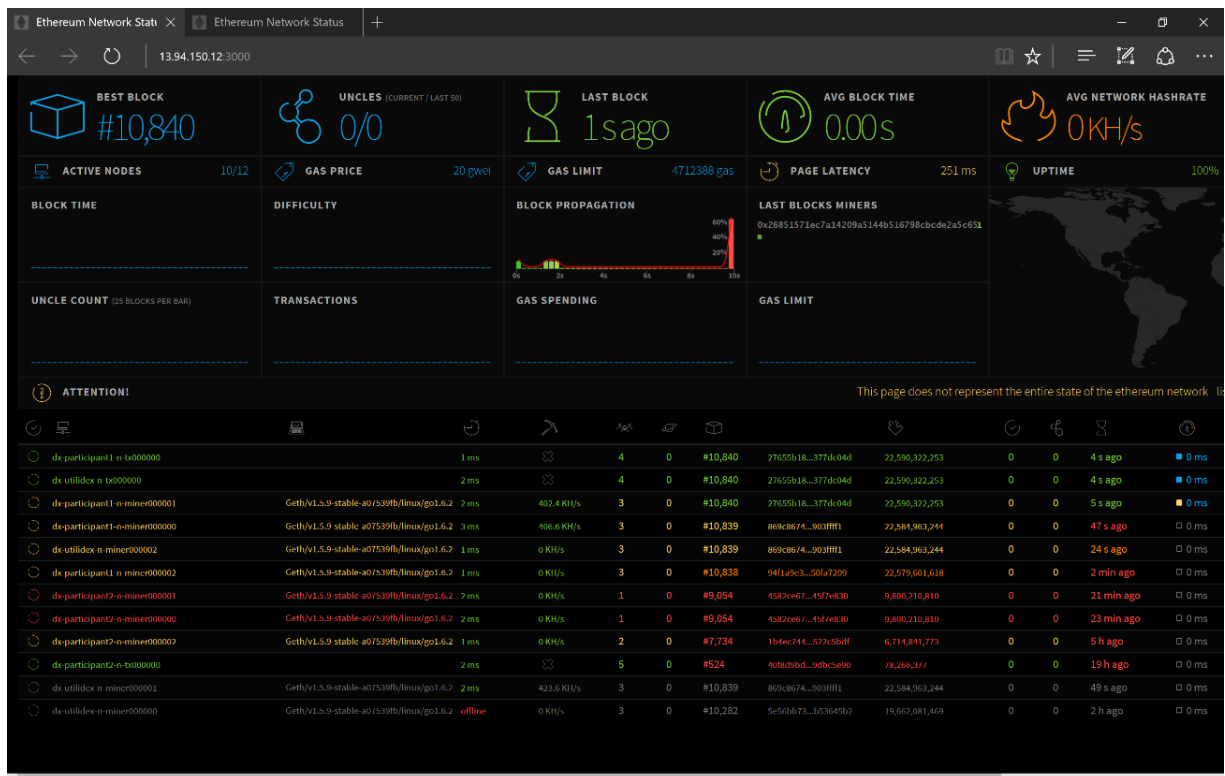 Ethereum Network Statu
Ethereum Network Status
13.94.150.12:3000
BEST BLOCK
#10,840
UNCLES (CURRENT / LAST 50)
0/0
LAST BLOCK
1s ago
AVG BLOCK TIME
0.00 s
AVG NETWORK HASHRATE
0 KH/s
ACTIVE NODES 10/12
GAS PRICE 20 gwei
GAS LIMIT 4712388 gas
PAGE LATENCY 251 ms
UPTIME 100%
BLOCK TIME
DIFFICULTY
BLOCK PROPAGATION
60%
40%
20%
0s 2s 4s 6s 8s 10s
LAST BLOCKS MINERS
0x26851571ec7a14209a5144b516798cbcde2a5c651
UNCLE COUNT (25 BLOCKS PER BAR)
TRANSACTIONS
GAS SPENDING
GAS LIMIT
ATTENTION!
This page does not represent the entire state of the ethereum network - lis
dx-participant1-n-tx000000 1 ms 4 0 #10,840 27655b18...377dc04d 22,590,322,253 0 0 4 s ago 0 ms
dx-utilidex-n-tx000000 2 ms 4 0 #10,840 27655b18...377dc04d 22,590,322,253 0 0 4 s ago 0 ms
dx-participant1-n-miner000001 Geth/v1.5.9-stable-a07539fb/linux/go1.6.2 2 ms 402.4 KH/s 3 0 #10,840 27655b18...377dc04d 22,590,322,253 0 0 5 s ago 0 ms
dx-participant1-n-miner000000 Geth/v1.5.9-stable-a07539fb/linux/go1.6.2 3 ms 406.6 KH/s 3 0 #10,839 869c8674...903ffff1 22,584,963,244 0 0 47 s ago 0 ms
dx-utilidex-n-miner000002 Geth/v1.5.9-stable-a07539fb/linux/go1.6.2 1 ms 0 KH/s 3 0 #10,839 869c8674...903ffff1 22,584,963,244 0 0 24 s ago 0 ms
dx-participant1-n-miner000002 Geth/v1.5.9-stable-a07539fb/linux/go1.6.2 1 ms 0 KH/s 3 0 #10,838 94f1a9e3...50fa7209 22,579,601,618 0 0 2 min ago 0 ms
dx-participant2-n-miner000001 Geth/v1.5.9-stable-a07539fb/linux/go1.6.2 2 ms 0 KH/s 1 0 #9,054 4582ce67...45f7e830 9,800,210,810 0 0 21 min ago 0 ms
dx-participant2-n-miner000000 Geth/v1.5.9-stable-a07539fb/linux/go1.6.2 2 ms 0 KH/s 1 0 #9,054 4582ce67...45f7e830 9,800,210,810 0 0 23 min ago 0 ms
dx-participant2-n-miner000002 Geth/v1.5.9-stable-a07539fb/linux/go1.6.2 1 ms 0 KH/s 2 0 #7,734 1b4ec744...522c5bdf 6,714,841,773 0 0 5 h ago 0 ms
dx-participant2-n-tx000000 2 ms 5 0 #524 40f8d9bd...9dbc5e90 78,266,377 0 0 19 h ago 0 ms
dx-utilidex-n-miner000001 Geth/v1.5.9-stable-a07539fb/linux/go1.6.2 2 ms 423.6 KH/s 3 0 #10,839 869c8674...903ffff1 22,584,963,244 0 0 49 s ago 0 ms
dx-utilidex-n-miner000000 Geth/v1.5.9-stable-a07539fb/linux/go1.6.2 offline 0 KH/s 3 0 #10,282 5e56bb73...b53645b2 19,662,081,469 0 0 2 h ago 0 ms